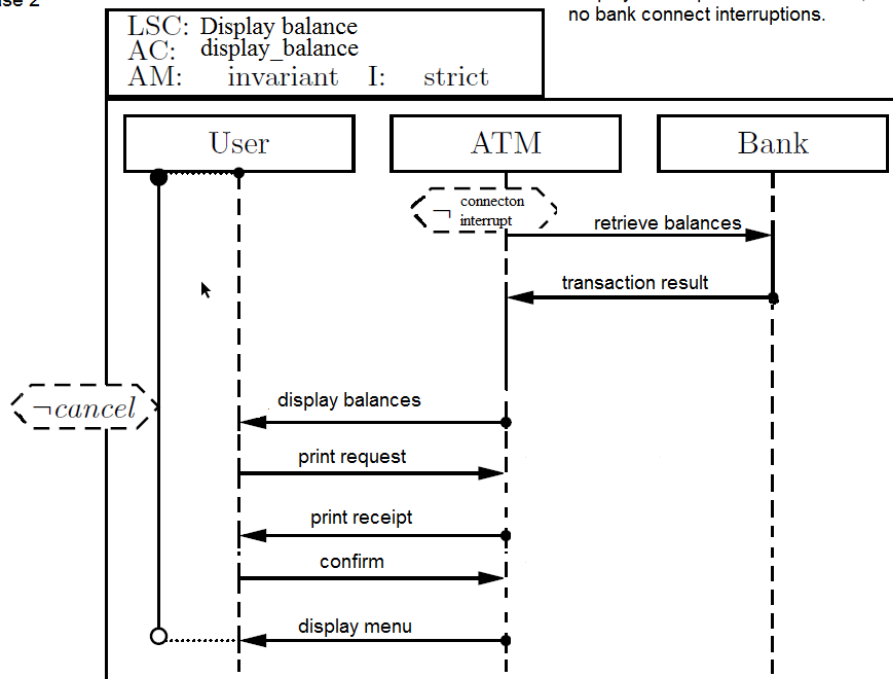 no bank connect interruptions.
LSC: Display balance
AC: display_balance
AM: invariant I: strict
User
ATM
Bank
¬ connecton
interrupt
retrieve balances
transaction result
display balances
¬cancel
print request
print receipt
confirm
display menu